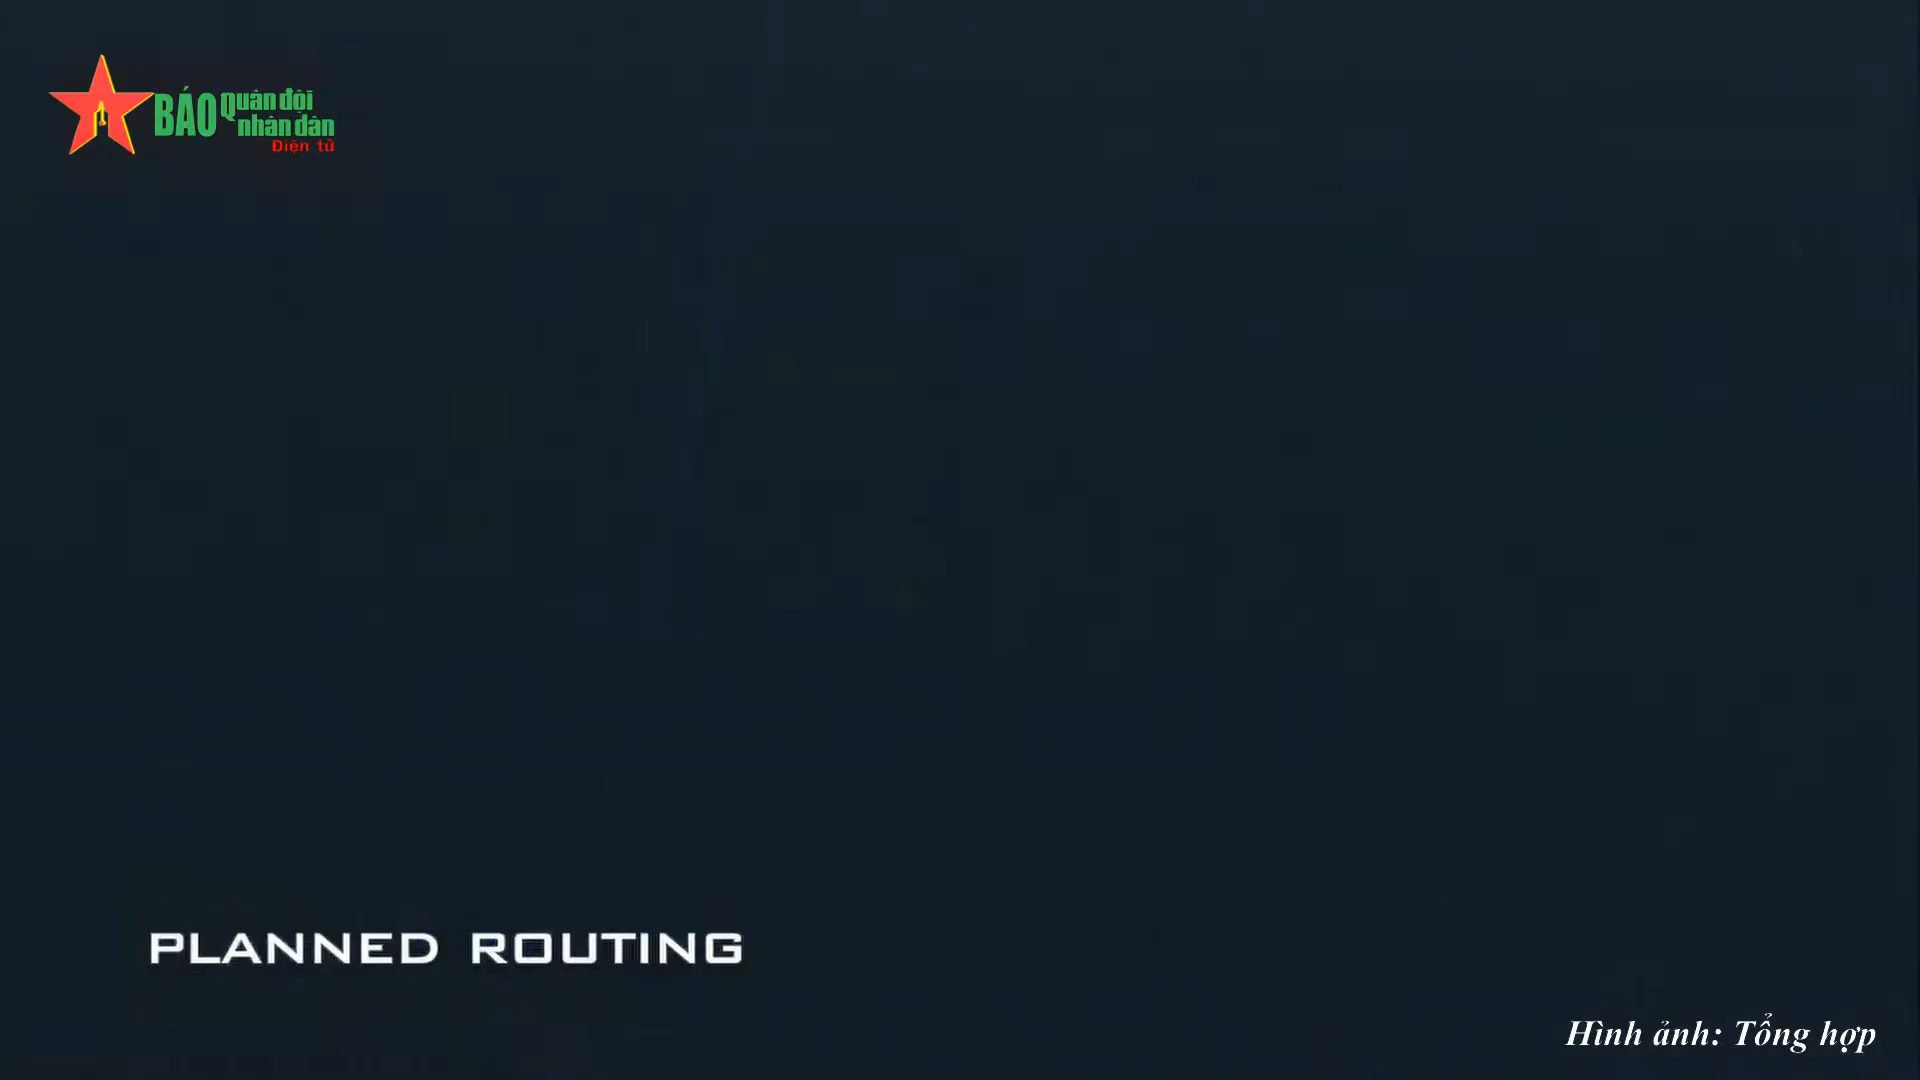 BÁO Quân đội
nhân dân
Điện tử
PLANNED ROUTING
Hình ảnh: Tổng hợp